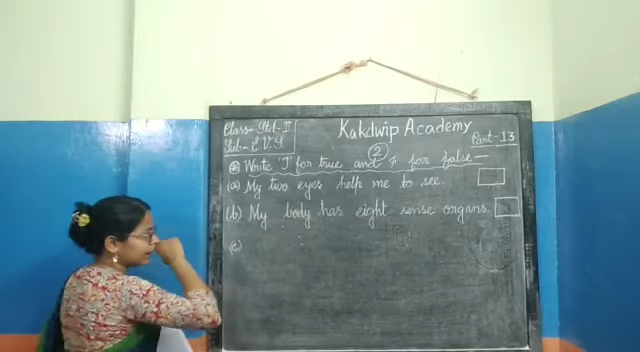 Class- Std-II
Sub- E.V.S.
Kakdwip Academy
Part-13
2
Write 'T' for true and F for false—
(a) My two eyes help me to see.
(b) My body has eight sense organs.
(c)